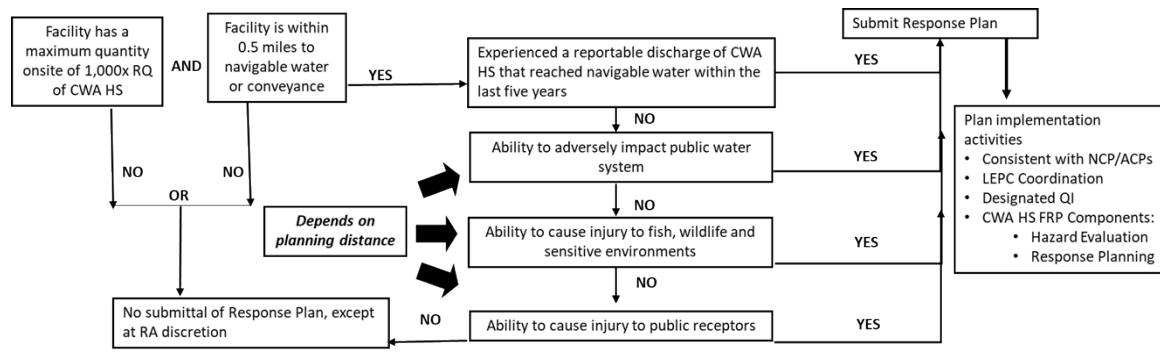 Facility has a
maximum quantity
onsite of 1,000x RQ
of CWA HS
AND
Facility is within
0.5 miles to
navigable water
or conveyance
YES
Experienced a reportable discharge of CWA
HS that reached navigable water within the
last five years
YES
Submit Response Plan
NO
NO
OR
NO
Ability to adversely impact public water
system
YES
Depends on
planning distance
NO
Ability to cause injury to fish, wildlife and
sensitive environments
YES
NO
No submittal of Response Plan, except
at RA discretion
NO
Ability to cause injury to public receptors
YES
Plan implementation
activities
• Consistent with NCP/ACPs
• LEPC Coordination
• Designated QI
• CWA HS FRP Components:
• Hazard Evaluation
• Response Planning